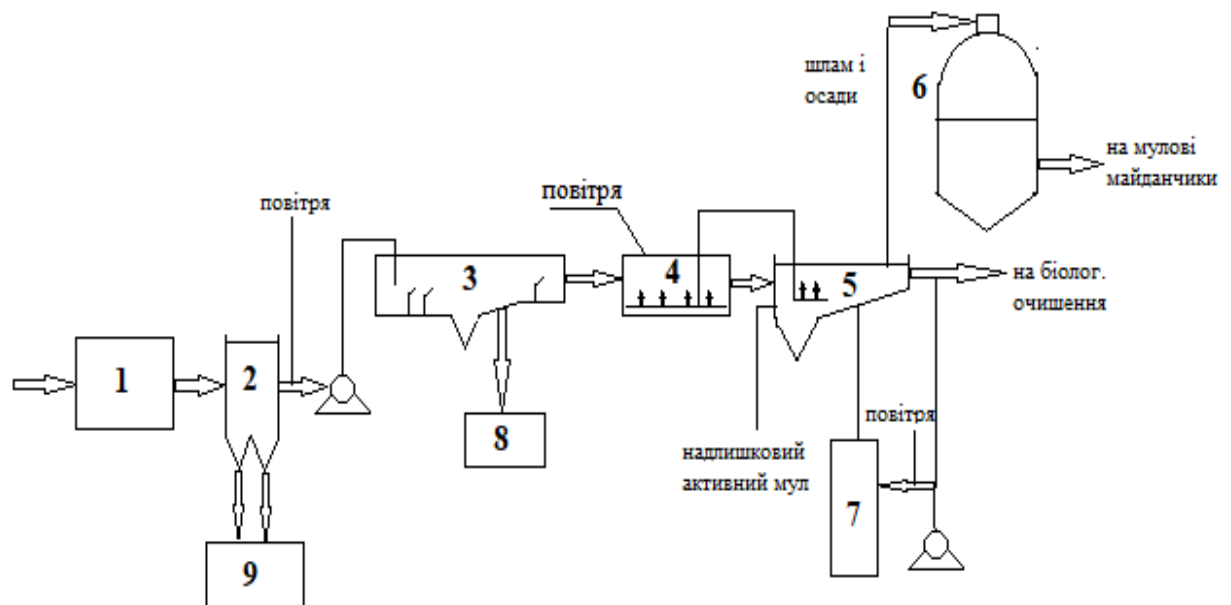 шлам і
осади
6
на мулові
майданчики
повітря
повітря
3
4
5
на біолог.
очишення
1
2
8
надлишковий
активний мул
повітря
7
9